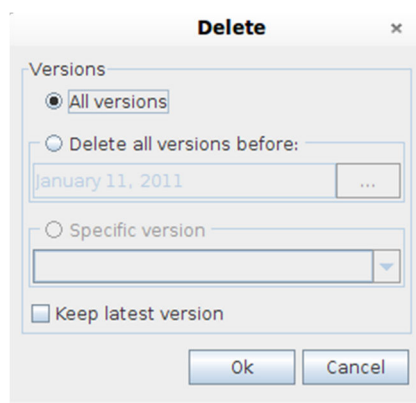 Delete
Versions
All versions
Delete all versions before:
January 11, 2011
...
Specific version
Keep latest version
Ok
Cancel